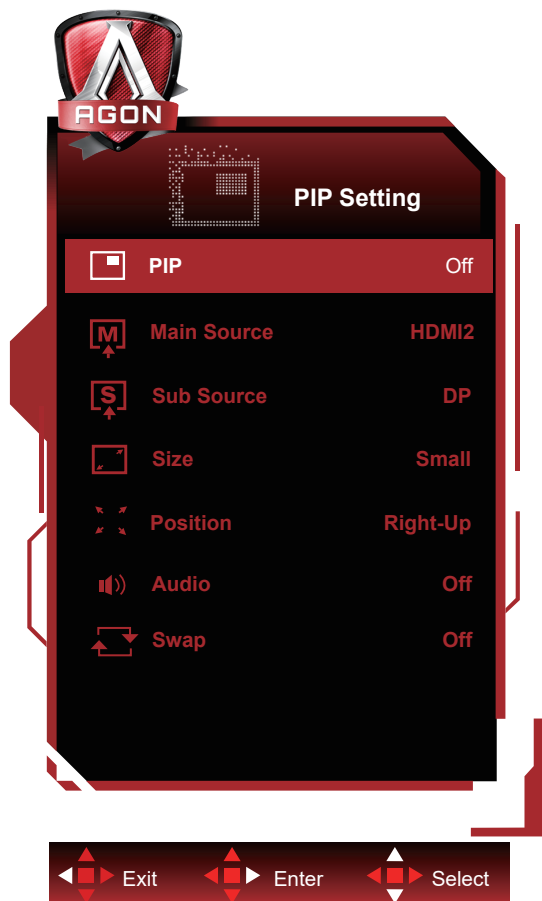 AGON
PIP Setting
PIP Off
M Main Source HDMI2
S Sub Source DP
Size Small
Position Right-Up
Audio Off
Swap Off
Exit Enter Select